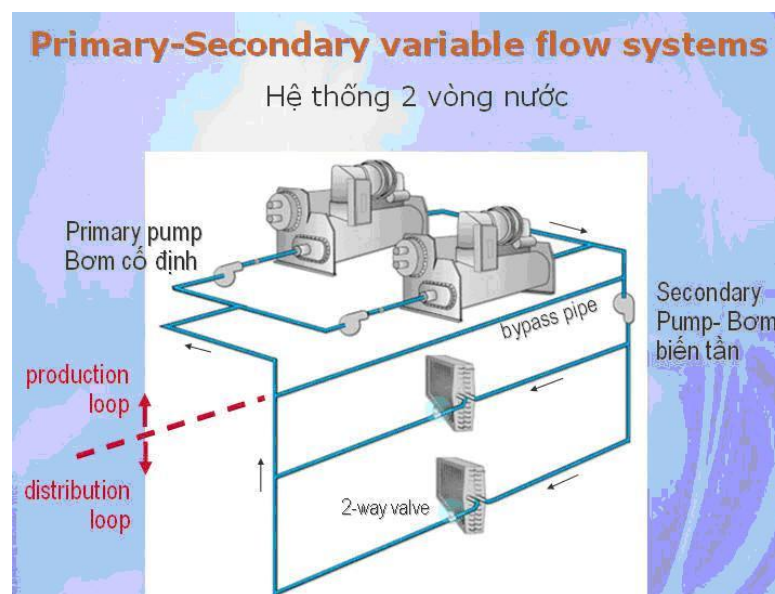 Primary-Secondary variable flow systems
Hệ thống 2 vòng nước
Primary pump
Bơm cố định
bypass pipe
Secondary
Pump- Bơm
biến tần
production
loop
distribution
loop
2-way valve